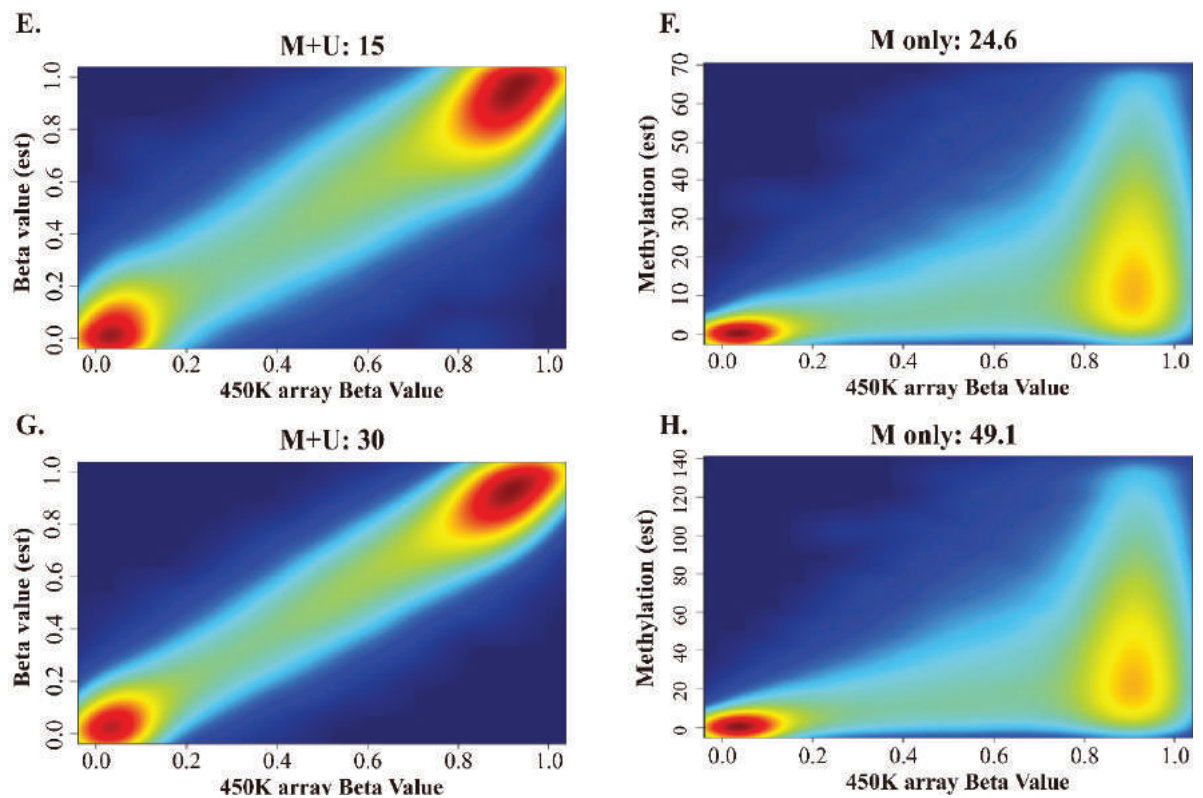 E.
M+U: 15
Beta value (est)
1.0
0.8
0.6
0.4
0.2
0.0
0.0 0.2 0.4 0.6 0.8 1.0
450K array Beta Value
F.
M only: 24.6
Methylation (est)
70
60
50
40
30
20
10
0
0.0 0.2 0.4 0.6 0.8 1.0
450K array Beta Value
G.
M+U: 30
Beta value (est)
1.0
0.8
0.6
0.4
0.2
0.0
0.0 0.2 0.4 0.6 0.8 1.0
450K array Beta Value
H.
M only: 49.1
Methylation (est)
140
120
100
80
60
40
20
0
0.0 0.2 0.4 0.6 0.8 1.0
450K array Beta Value